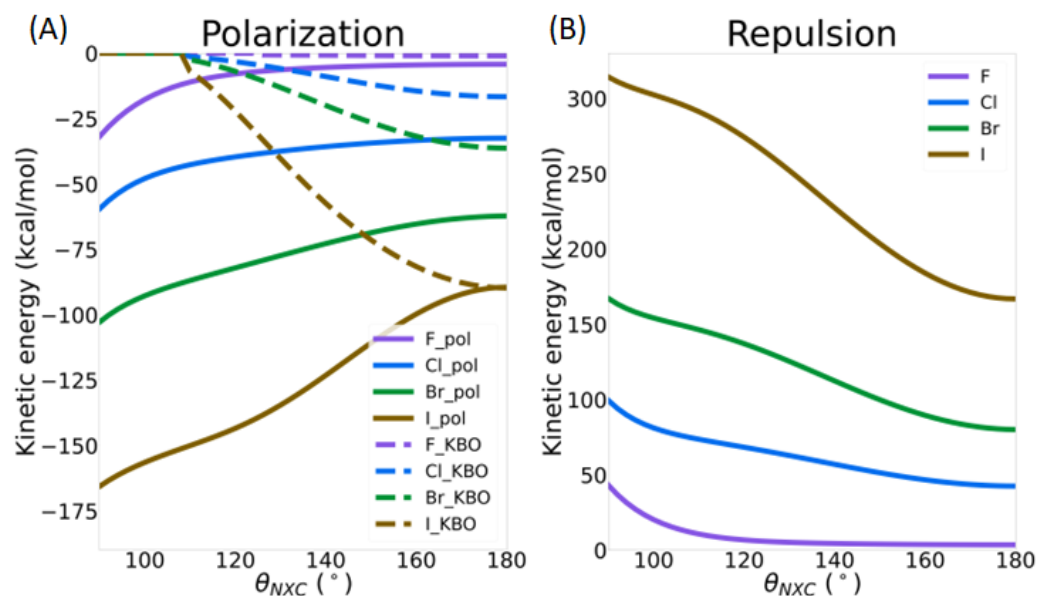 (A)
Polarization
Kinetic energy (kcal/mol)
0
−25
−50
−75
−100
−125
−150
−175
F_pol
Cl_pol
Br_pol
I_pol
F_KBO
Cl_KBO
Br_KBO
I_KBO
100 120 140 160 180
θNXC (°)
(B)
Repulsion
Kinetic energy (kcal/mol)
300
250
200
150
100
50
0
F
Cl
Br
I
100 120 140 160 180
θNXC (°)